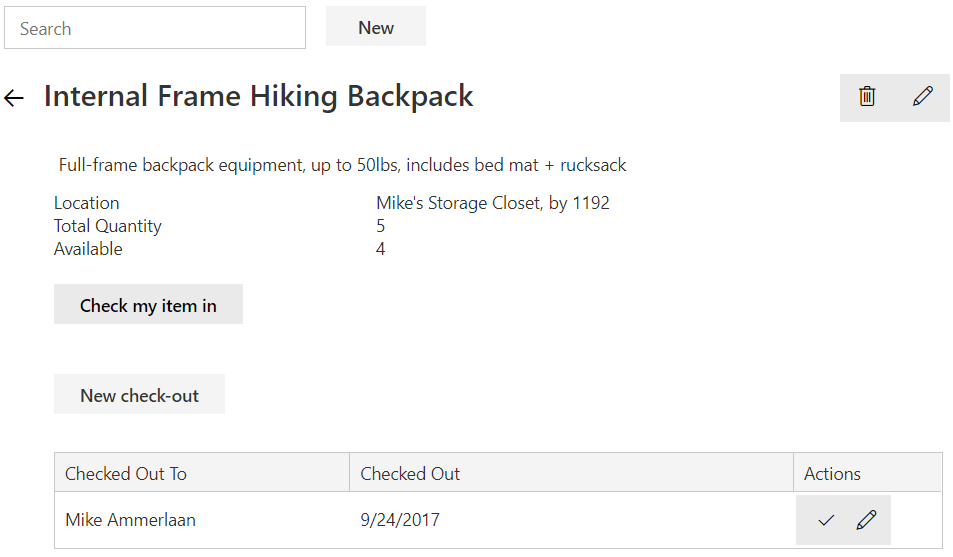 Search New
Internal Frame Hiking Backpack
Full-frame backpack equipment, up to 50lbs, includes bed mat + rucksack
Location Mike's Storage Closet, by 1192
Total Quantity 5
Available 4
Check my item in
New check-out
Checked Out To Checked Out Actions
Mike Ammerlaan 9/24/2017